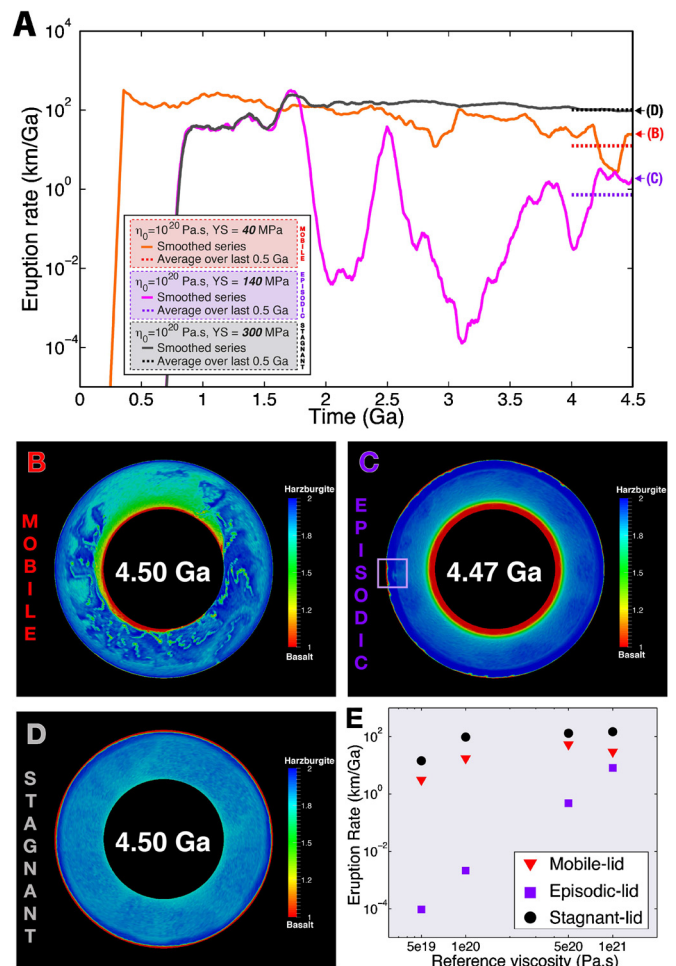 A
Eruption rate (km/Ga)
10^4
10^2
10^0
10^-2
10^-4
0 0.5 1 1.5 2 2.5 3 3.5 4 4.5
Time (Ga)
(D)
(B)
(C)
η0=10^20 Pa.s, YS = 40 MPa
Smoothed series
Average over last 0.5 Ga
MOBILE
η0=10^20 Pa.s, YS = 140 MPa
Smoothed series
Average over last 0.5 Ga
EPISODIC
η0=10^20 Pa.s, YS = 300 MPa
Smoothed series
Average over last 0.5 Ga
STAGNANT
B
MOBILE
4.50 Ga
Harzburgite
2
1.8
1.6
1.4
1.2
1
Basalt
C
EPISODIC
4.47 Ga
Harzburgite
2
1.8
1.6
1.4
1.2
1
Basalt
D
STAGNANT
4.50 Ga
Harzburgite
2
1.8
1.6
1.4
1.2
1
Basalt
E
Eruption Rate (km/Ga)
10^2
10^0
10^-2
10^-4
Mobile-lid
Episodic-lid
Stagnant-lid
5e19 1e20 5e20 1e21
Reference viscosity (Pa.s)